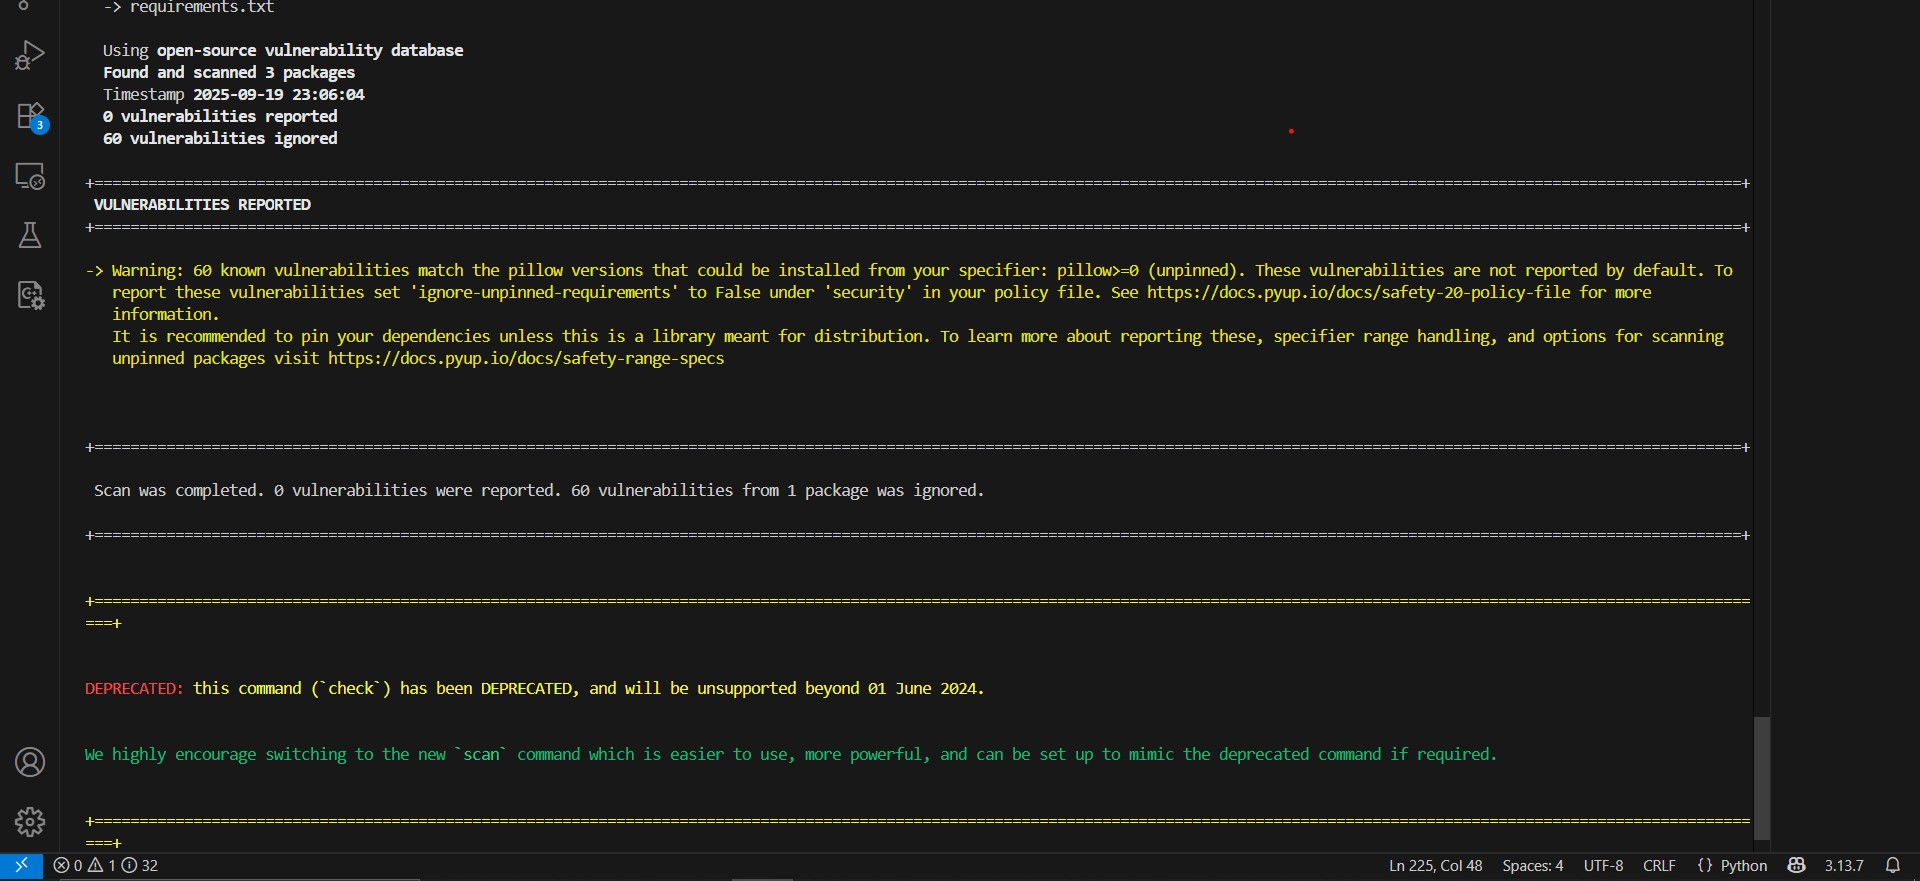 -> requirements.txt
Using open-source vulnerability database
Found and scanned 3 packages
Timestamp 2025-09-19 23:06:04
0 vulnerabilities reported
60 vulnerabilities ignored
3
+=======================================================================================================================================================================================+
VULNERABILITIES REPORTED
+=======================================================================================================================================================================================+
-> Warning: 60 known vulnerabilities match the pillow versions that could be installed from your specifier: pillow>=0 (unpinned). These vulnerabilities are not reported by default. To
report these vulnerabilities set 'ignore-unpinned-requirements' to False under 'security' in your policy file. See https://docs.pyup.io/docs/safety-20-policy-file for more
information.
It is recommended to pin your dependencies unless this is a library meant for distribution. To learn more about reporting these, specifier range handling, and options for scanning
unpinned packages visit https://docs.pyup.io/docs/safety-range-specs
+=======================================================================================================================================================================================+
Scan was completed. 0 vulnerabilities were reported. 60 vulnerabilities from 1 package was ignored.
+=======================================================================================================================================================================================+
+========================================================================================================================================================================================
===+
DEPRECATED: this command (`check`) has been DEPRECATED, and will be unsupported beyond 01 June 2024.
We highly encourage switching to the new `scan` command which is easier to use, more powerful, and can be set up to mimic the deprecated command if required.
+========================================================================================================================================================================================
===+
0 1 32 Ln 225, Col 48 Spaces: 4 UTF-8 CRLF {} Python 3.13.7